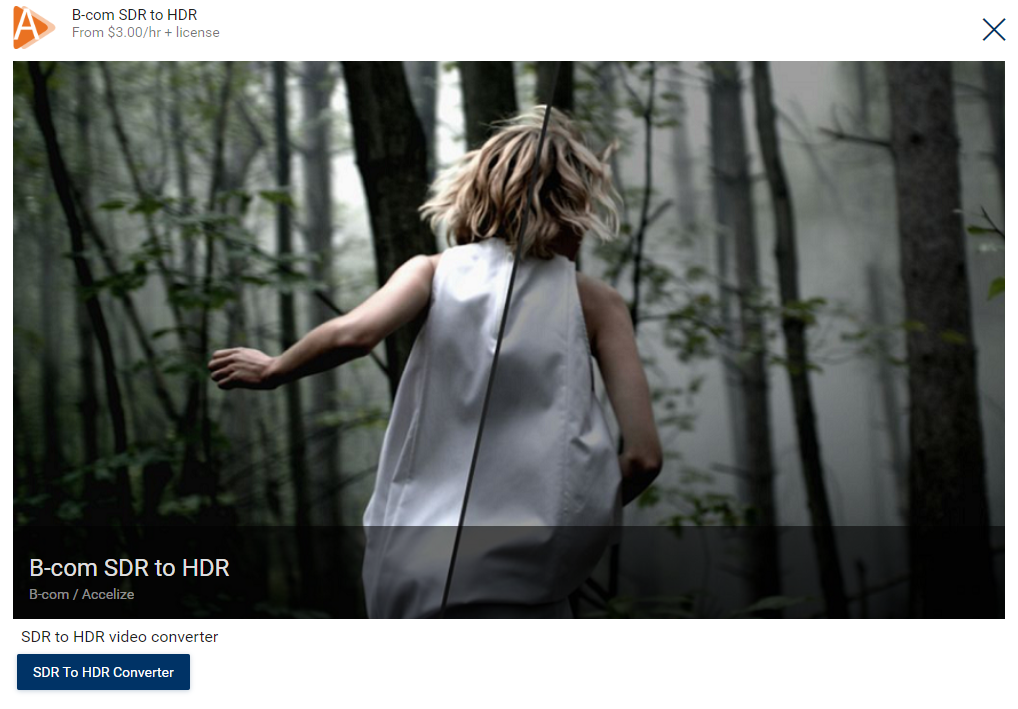 B-com SDR to HDR
From $3.00/hr + license
B-com SDR to HDR
B-com / Accelize
SDR to HDR video converter
SDR To HDR Converter